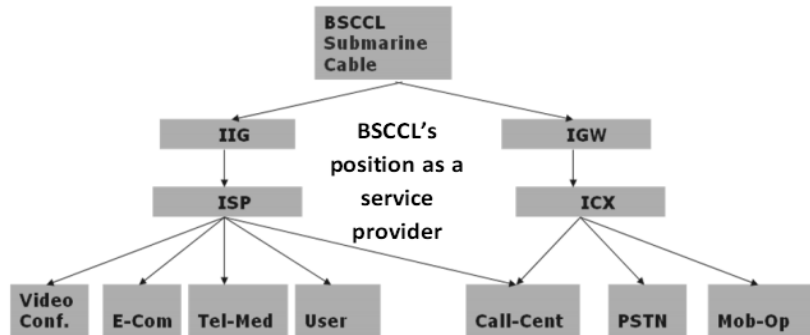 BSCCL
Submarine
Cable
IIG
BSCCL's
position as a
service
provider
IGW
ISP
ICX
Video
Conf.
E-Com
Tel-Med
User
Call-Cent
PSTN
Mob-Op